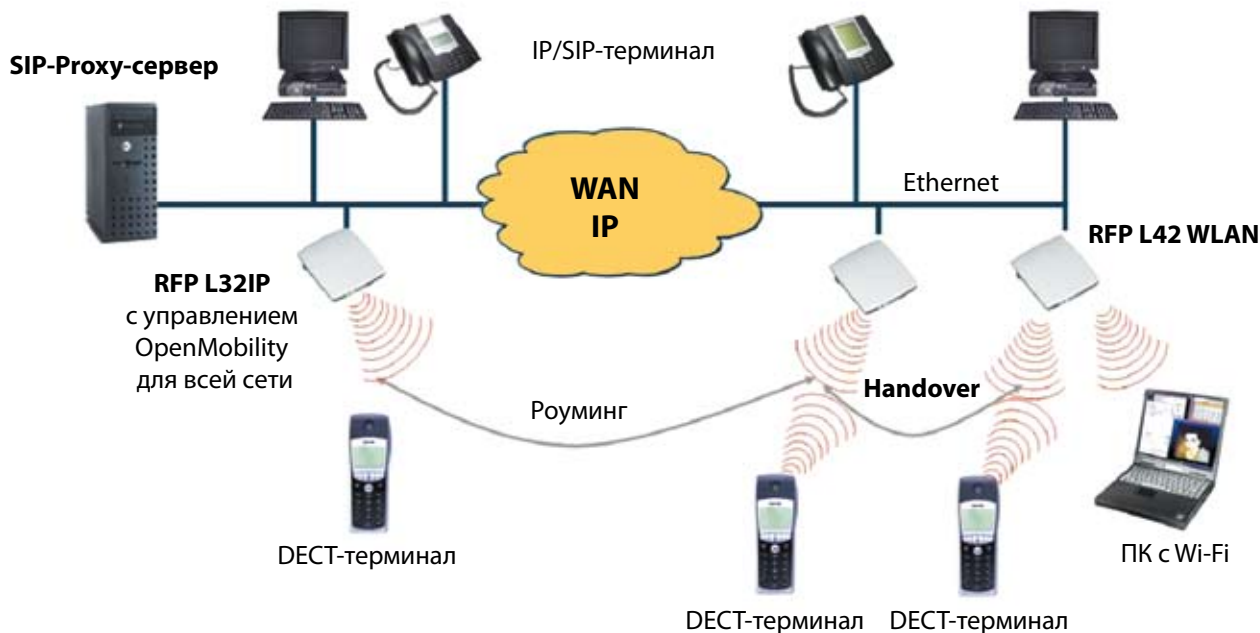 IP/SIP-терминал
SIP-Proxy-сервер
WAN
IP
Ethernet
RFP L42 WLAN
RFP L32IP
с управлением
OpenMobility
для всей сети
Роуминг
Handover
DECT-терминал
ПК с Wi-Fi
DECT-терминал
DECT-терминал